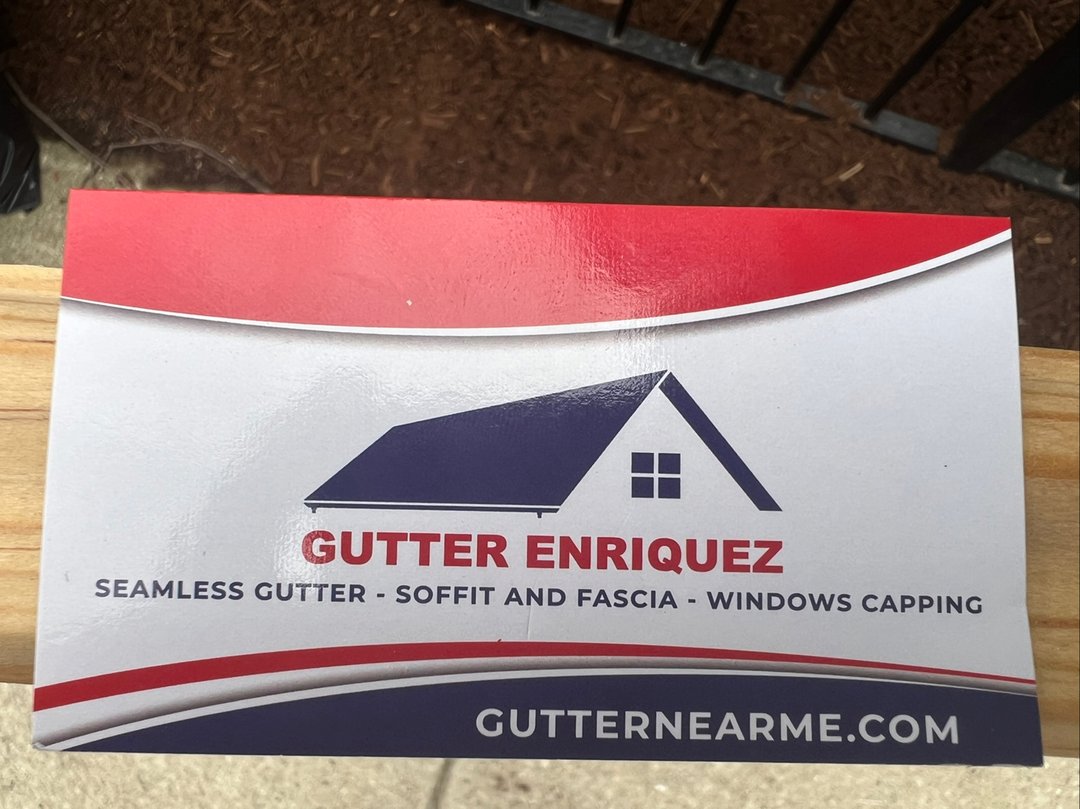 GUTTER ENRIQUEZ
SEAMLESS GUTTER - SOFFIT AND FASCIA - WINDOWS CAPPING
GUTTERNEARME.COM